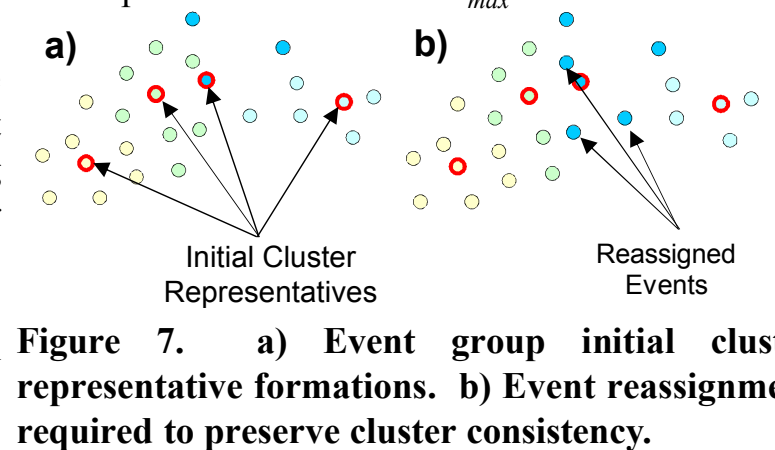 max
a)
b)
Initial Cluster
Representatives
Reassigned
Events
Figure 7. a) Event group initial clust
representative formations. b) Event reassignme
required to preserve cluster consistency.